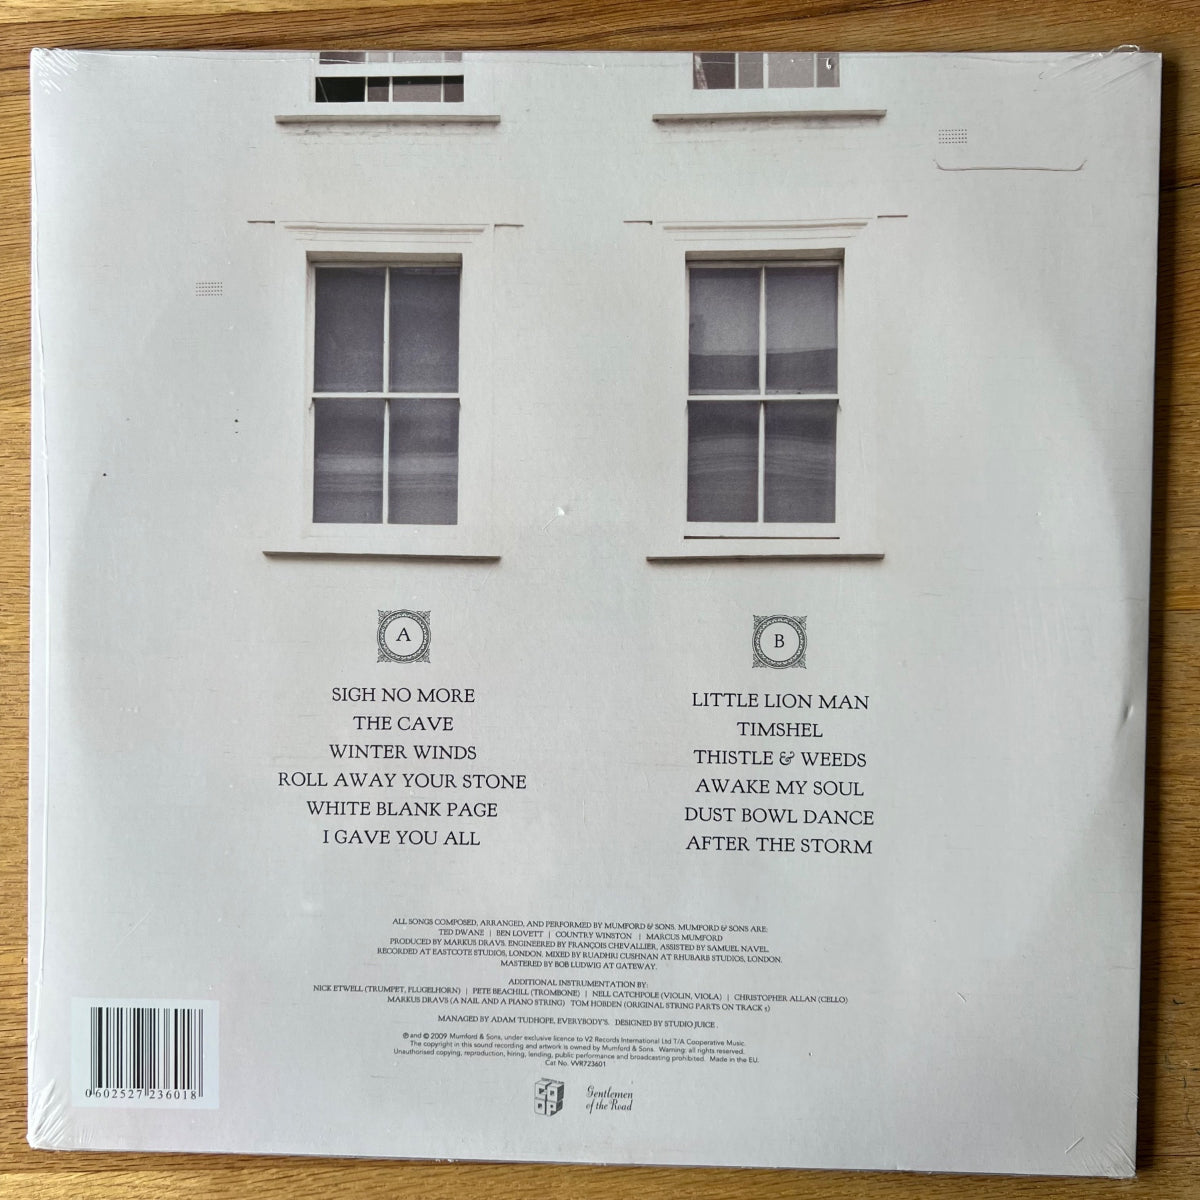 A
SIGH NO MORE
THE CAVE
WINTER WINDS
ROLL AWAY YOUR STONE
WHITE BLANK PAGE
I GAVE YOU ALL
B
LITTLE LION MAN
TIMSHEL
THISTLE & WEEDS
AWAKE MY SOUL
DUST BOWL DANCE
AFTER THE STORM
ALL SONGS COMPOSED, ARRANGED, AND PERFORMED BY MUMFORD & SONS. MUMFORD & SONS ARE:
TED DWANE | BEN LOVETT | COUNTRY WINSTON | MARCUS MUMFORD
PRODUCED BY MARKUS DRAVS. ENGINEERED BY FRANÇOIS CHEVALLIER, ASSISTED BY SAMUEL NAVEL.
RECORDED AT EASTCOTE STUDIOS, LONDON. MIXED BY RUADHRI CUSHNAN AT RHUBARB STUDIOS, LONDON.
MASTERED BY BOB LUDWIG AT GATEWAY.
ADDITIONAL INSTRUMENTATION BY:
NICK ETWELL (TRUMPET, FLUGELHORN) | PETE BEACHILL (TROMBONE) | NELL CATCHPOLE (VIOLIN, VIOLA) | CHRISTOPHER ALLAN (CELLO)
MARKUS DRAVS (A NAIL AND A PIANO STRING) TOM HOBDEN (ORIGINAL STRING PARTS ON TRACK 5)
MANAGED BY ADAM TUDHOPE, EVERYBODY'S. DESIGNED BY STUDIO JUICE.
℗ and © 2009 Mumford & Sons, under exclusive licence to V2 Records International Ltd T/A Cooperative Music.
The copyright in this sound recording and artwork is owned by Mumford & Sons. Warning: all rights reserved.
Unauthorised copying, reproduction, hiring, lending, public performance and broadcasting prohibited. Made in the EU.
Cat No. VVR723601
0 602527 236018
Gentlemen
of the Road